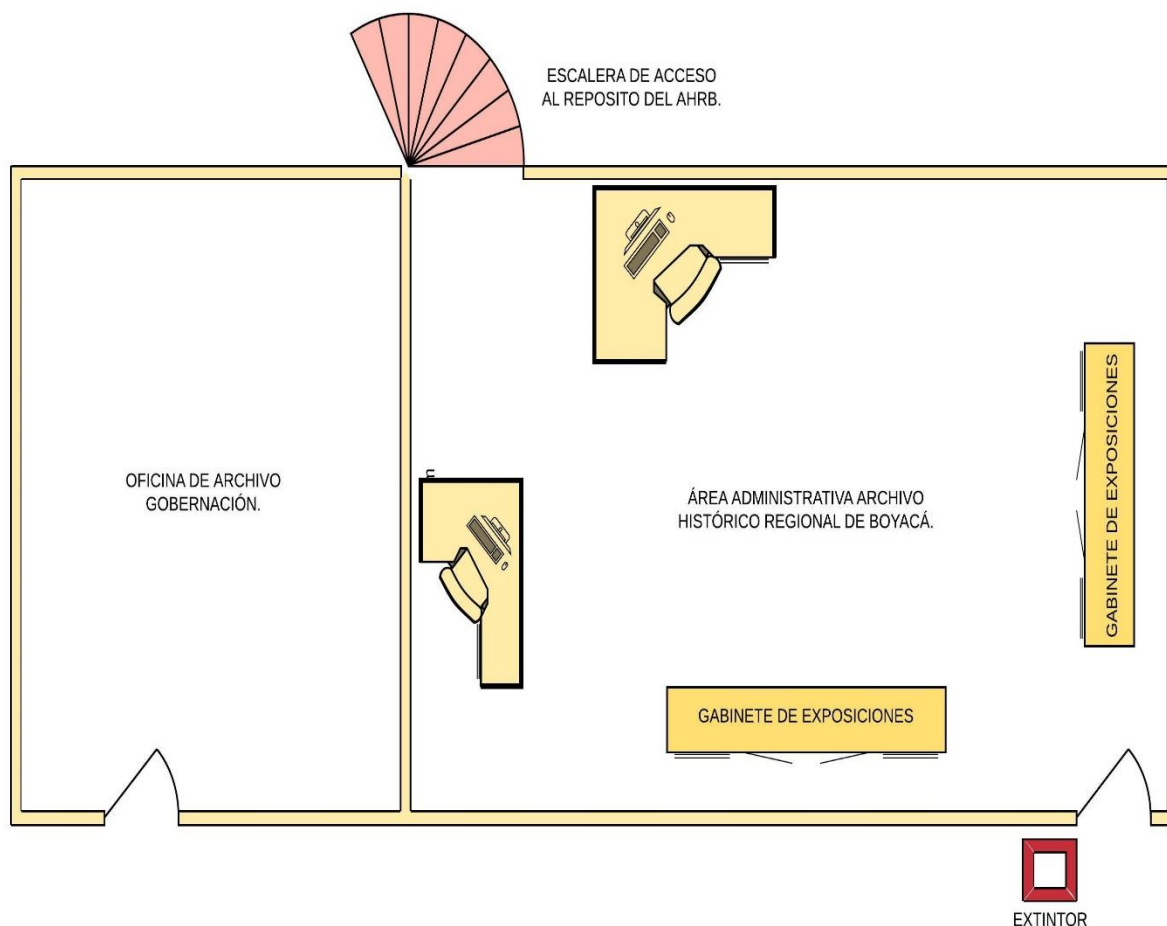 ESCALERA DE ACCESO
AL REPOSITO DEL AHRB.
OFICINA DE ARCHIVO
GOBERNACIÓN.
ÁREA ADMINISTRATIVA ARCHIVO
HISTÓRICO REGIONAL DE BOYACÁ.
GABINETE DE EXPOSICIONES
GABINETE DE EXPOSICIONES
EXTINTOR